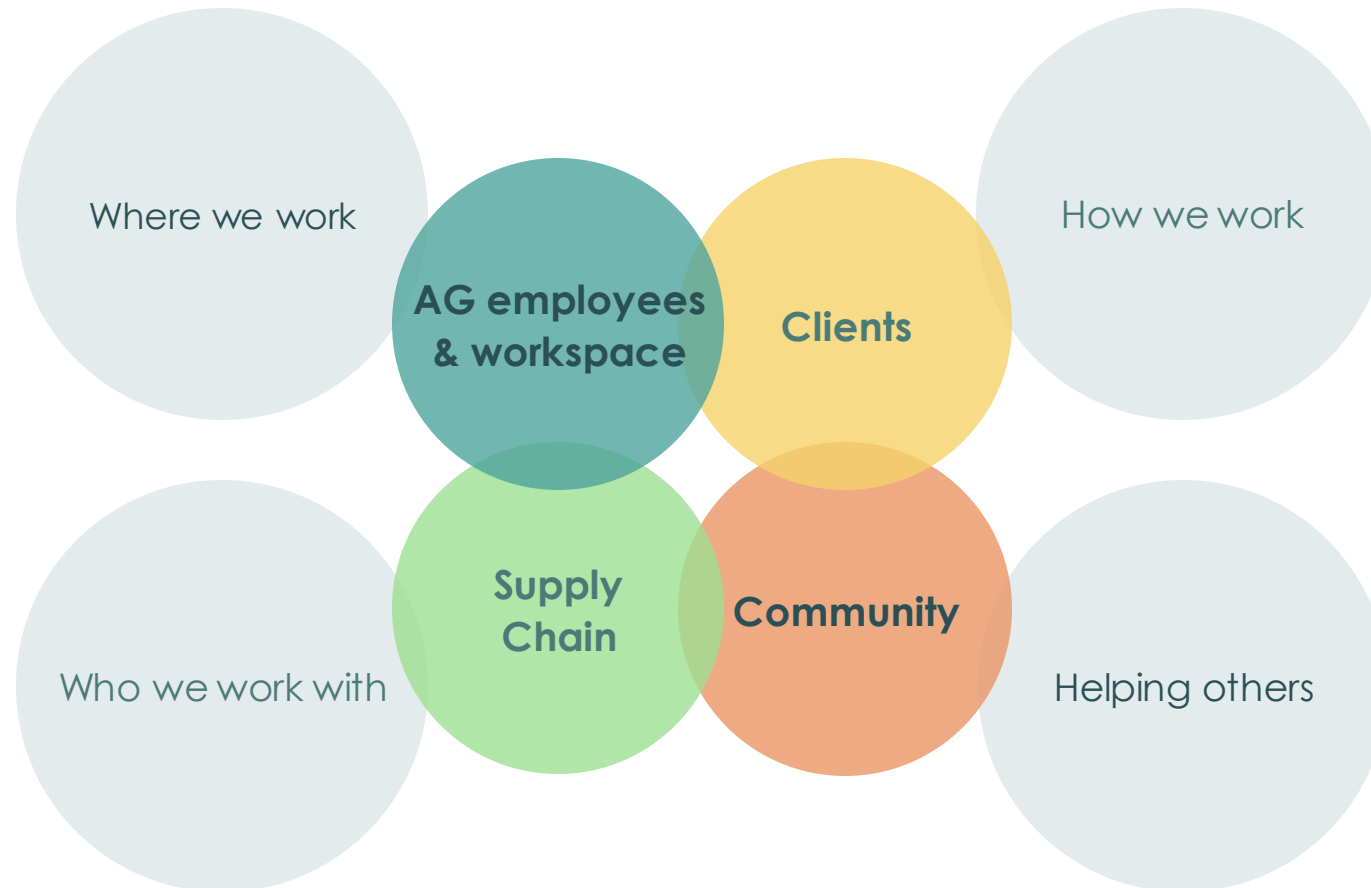 Where we work
How we work
AG employees
& workspace
Clients
Supply
Chain
Community
Who we work with
Helping others